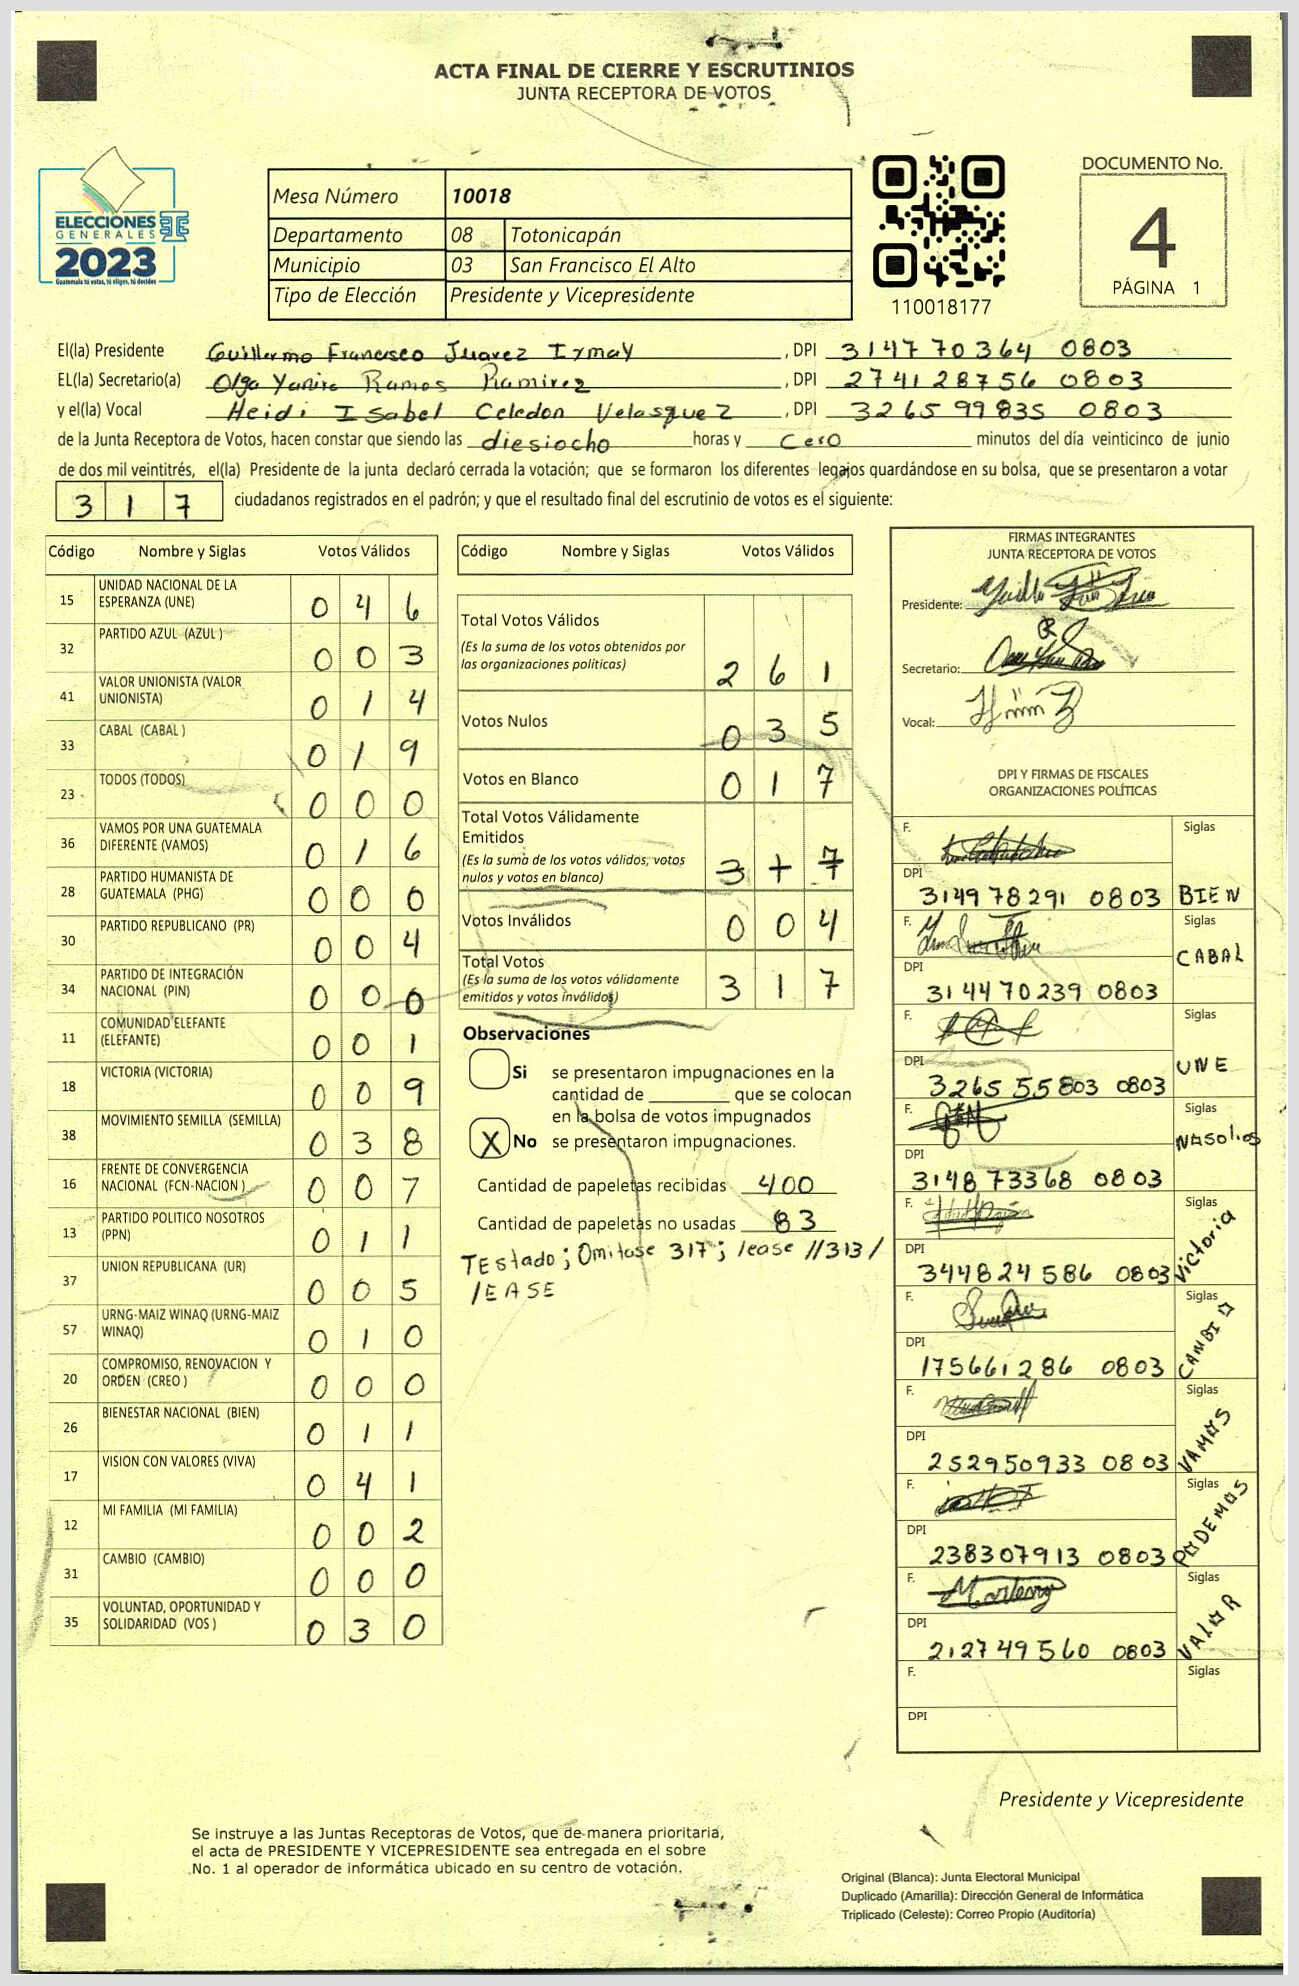 ACTA FINAL DE CIERRE Y ESCRUTINIOS
JUNTA RECEPTORA DE VOTOS
ELECCIONES
GENERALES
2023
Guatemala tú votas, tú eliges, tú decides
Mesa Número 10018
Departamento 08 Totonicapán
Municipio 03 San Francisco El Alto
Tipo de Elección Presidente y Vicepresidente
110018177
DOCUMENTO No.
4
PÁGINA 1
El(la) Presidente Guillermo Francisco Juarez Ixmay , DPI 3147 70364 0803
EL(la) Secretario(a) Olga Yanira Ramos Ramirez , DPI 2741 28756 0803
y el(la) Vocal Heidi Isabel Celedon Velasquez , DPI 3265 99835 0803
de la Junta Receptora de Votos, hacen constar que siendo las diesiocho horas y cero minutos del día veinticinco de junio
de dos mil veintitrés, el(la) Presidente de la junta declaró cerrada la votación; que se formaron los diferentes legajos quardándose en su bolsa, que se presentaron a votar
3 1 7 ciudadanos registrados en el padrón; y que el resultado final del escrutinio de votos es el siguiente:
Código Nombre y Siglas Votos Válidos
15 UNIDAD NACIONAL DE LA ESPERANZA (UNE) 0 4 6
32 PARTIDO AZUL (AZUL ) 0 0 3
41 VALOR UNIONISTA (VALOR UNIONISTA) 0 1 4
33 CABAL (CABAL ) 0 1 9
23 TODOS (TODOS) 0 0 0
36 VAMOS POR UNA GUATEMALA DIFERENTE (VAMOS) 0 1 6
28 PARTIDO HUMANISTA DE GUATEMALA (PHG) 0 0 0
30 PARTIDO REPUBLICANO (PR) 0 0 4
34 PARTIDO DE INTEGRACIÓN NACIONAL (PIN) 0 0 0
11 COMUNIDAD ELEFANTE (ELEFANTE) 0 0 1
18 VICTORIA (VICTORIA) 0 0 9
38 MOVIMIENTO SEMILLA (SEMILLA) 0 3 8
16 FRENTE DE CONVERGENCIA NACIONAL (FCN-NACION ) 0 0 7
13 PARTIDO POLITICO NOSOTROS (PPN) 0 1 1
37 UNION REPUBLICANA (UR) 0 0 5
57 URNG-MAIZ WINAQ (URNG-MAIZ WINAQ) 0 1 0
20 COMPROMISO, RENOVACION Y ORDEN (CREO ) 0 0 0
26 BIENESTAR NACIONAL (BIEN) 0 1 1
17 VISION CON VALORES (VIVA) 0 4 1
12 MI FAMILIA (MI FAMILIA) 0 0 2
31 CAMBIO (CAMBIO) 0 0 0
35 VOLUNTAD, OPORTUNIDAD Y SOLIDARIDAD (VOS ) 0 3 0
Código Nombre y Siglas Votos Válidos
Total Votos Válidos
(Es la suma de los votos obtenidos por
las organizaciones políticas) 2 6 1
Votos Nulos 0 3 5
Votos en Blanco 0 1 7
Total Votos Válidamente
Emitidos
(Es la suma de los votos válidos, votos
nulos y votos en blanco) 3 1 7
Votos Inválidos 0 0 4
Total Votos
(Es la suma de los votos válidamente
emitidos y votos inválidos) 3 1 7
Observaciones
Si se presentaron impugnaciones en la
cantidad de ________ que se colocan
en la bolsa de votos impugnados
X No se presentaron impugnaciones.
Cantidad de papeletas recibidas 400
Cantidad de papeletas no usadas 83
TEstado; Omitase 317; lease //313/
/EASE
FIRMAS INTEGRANTES
JUNTA RECEPTORA DE VOTOS
Presidente:
Secretario:
Vocal:
DPI Y FIRMAS DE FISCALES
ORGANIZACIONES POLÍTICAS
F. Siglas
DPI 3149 78291 0803 BIEN
F. Siglas
DPI 3144 70239 0803 CABAL
F. Siglas
DPI 3265 55803 0803 UNE
F. Siglas
DPI 3148 73368 0803
F. Siglas
DPI 3448 24 586 0803 Victoria
F. Siglas
DPI 175661286 0803 CAMBIO
F. Siglas
DPI 252950933 0803 VAMOS
F. Siglas
DPI 238307913 0803 PODEMOS
F. Siglas
DPI 212749560 0803 VALOR
F. Siglas
DPI
Presidente y Vicepresidente
Se instruye a las Juntas Receptoras de Votos, que de manera prioritaria,
el acta de PRESIDENTE Y VICEPRESIDENTE sea entregada en el sobre
No. 1 al operador de informática ubicado en su centro de votación.
Original (Blanca): Junta Electoral Municipal
Duplicado (Amarilla): Dirección General de Informática
Triplicado (Celeste): Correo Propio (Auditoría)